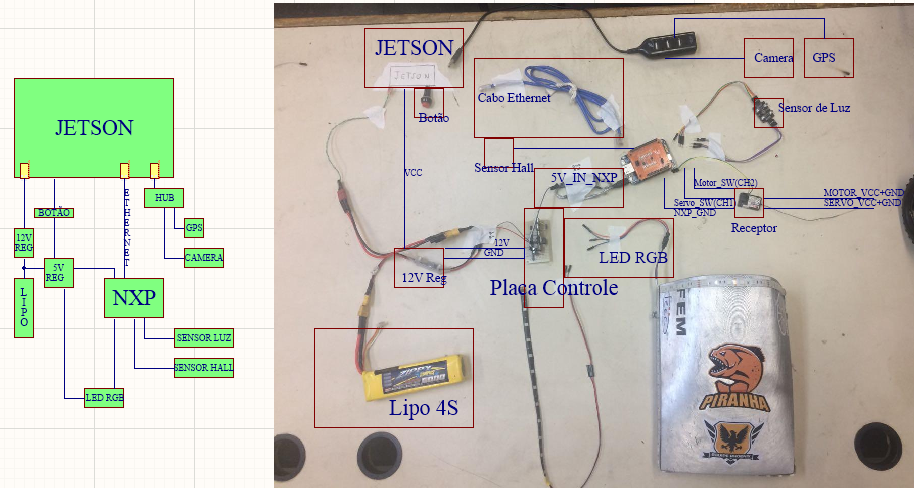 JETSON
BOTÃO
ETHERNET
HUB
GPS
CAMERA
12V
REG
5V
REG
LIPO
NXP
SENSOR LUZ
SENSOR HALL
LED RGB
JETSON
Jetson
Botão
Cabo Ethernet
Camera
GPS
Sensor de Luz
Sensor Hall
VCC
5V_IN_NXP
Motor_SW(CH2)
Servo_SW(CH1)
NXP_GND
MOTOR_VCC+GND
SERVO_VCC+GND
Receptor
12V
GND
12V Reg
LED RGB
Placa Controle
Lipo 4S
ZIPPY
5000
FEM
PIRANHA